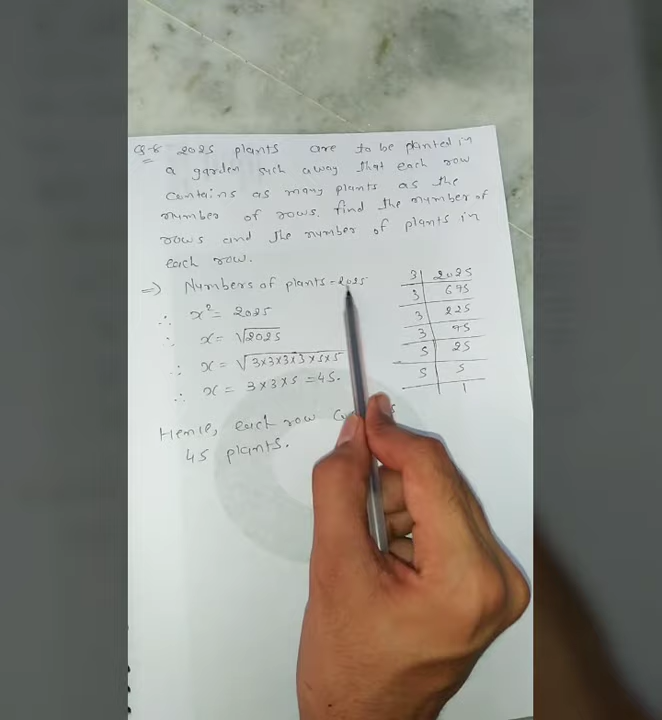 Q-8 2025 plants are to be planted in
a garden such away that each row
contains as many plants as the
number of rows. find the number of
rows and the number of plants in
each row.
=> Numbers of plants = 2025
∴ x² = 2025
∴ x = √2025
∴ x = √3×3×3×3×5×5
∴ x = 3×3×5 = 45.
Hence, each row
45 plants.
3 | 2025
3 | 675
3 | 225
3 | 75
5 | 25
5 | 5
| 1